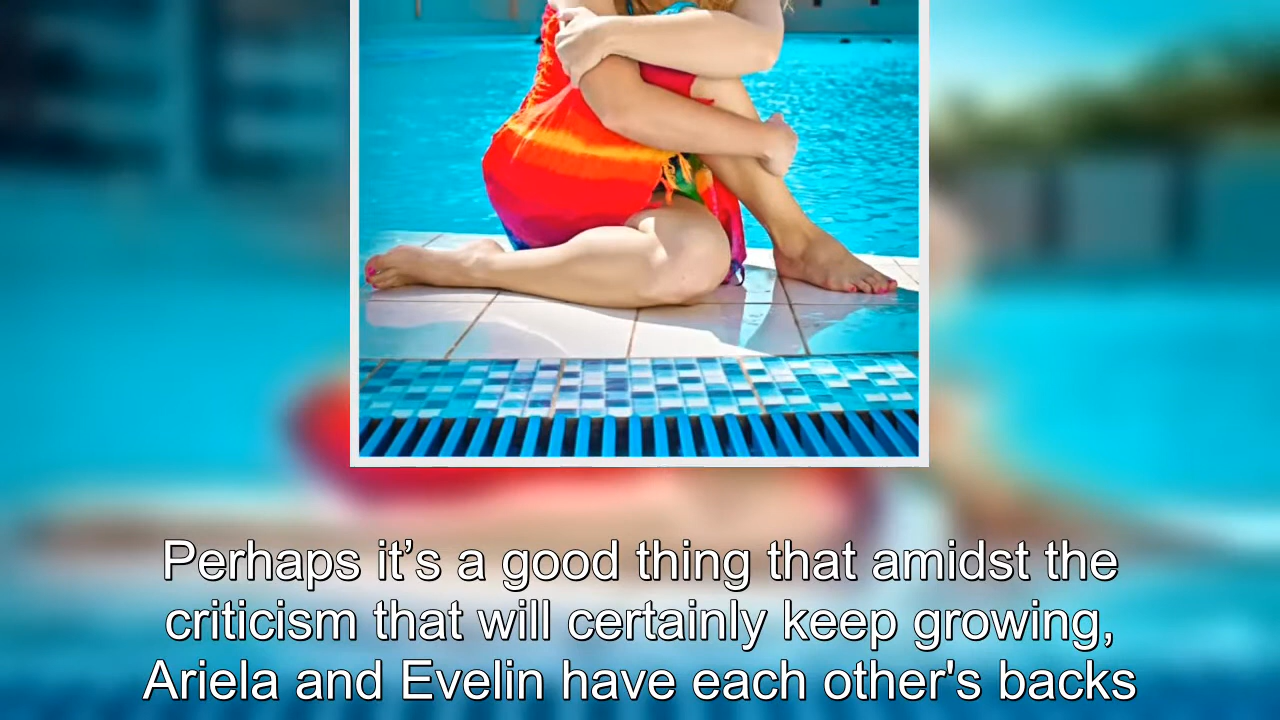 Perhaps it’s a good thing that amidst the
criticism that will certainly keep growing,
Ariela and Evelin have each other's backs